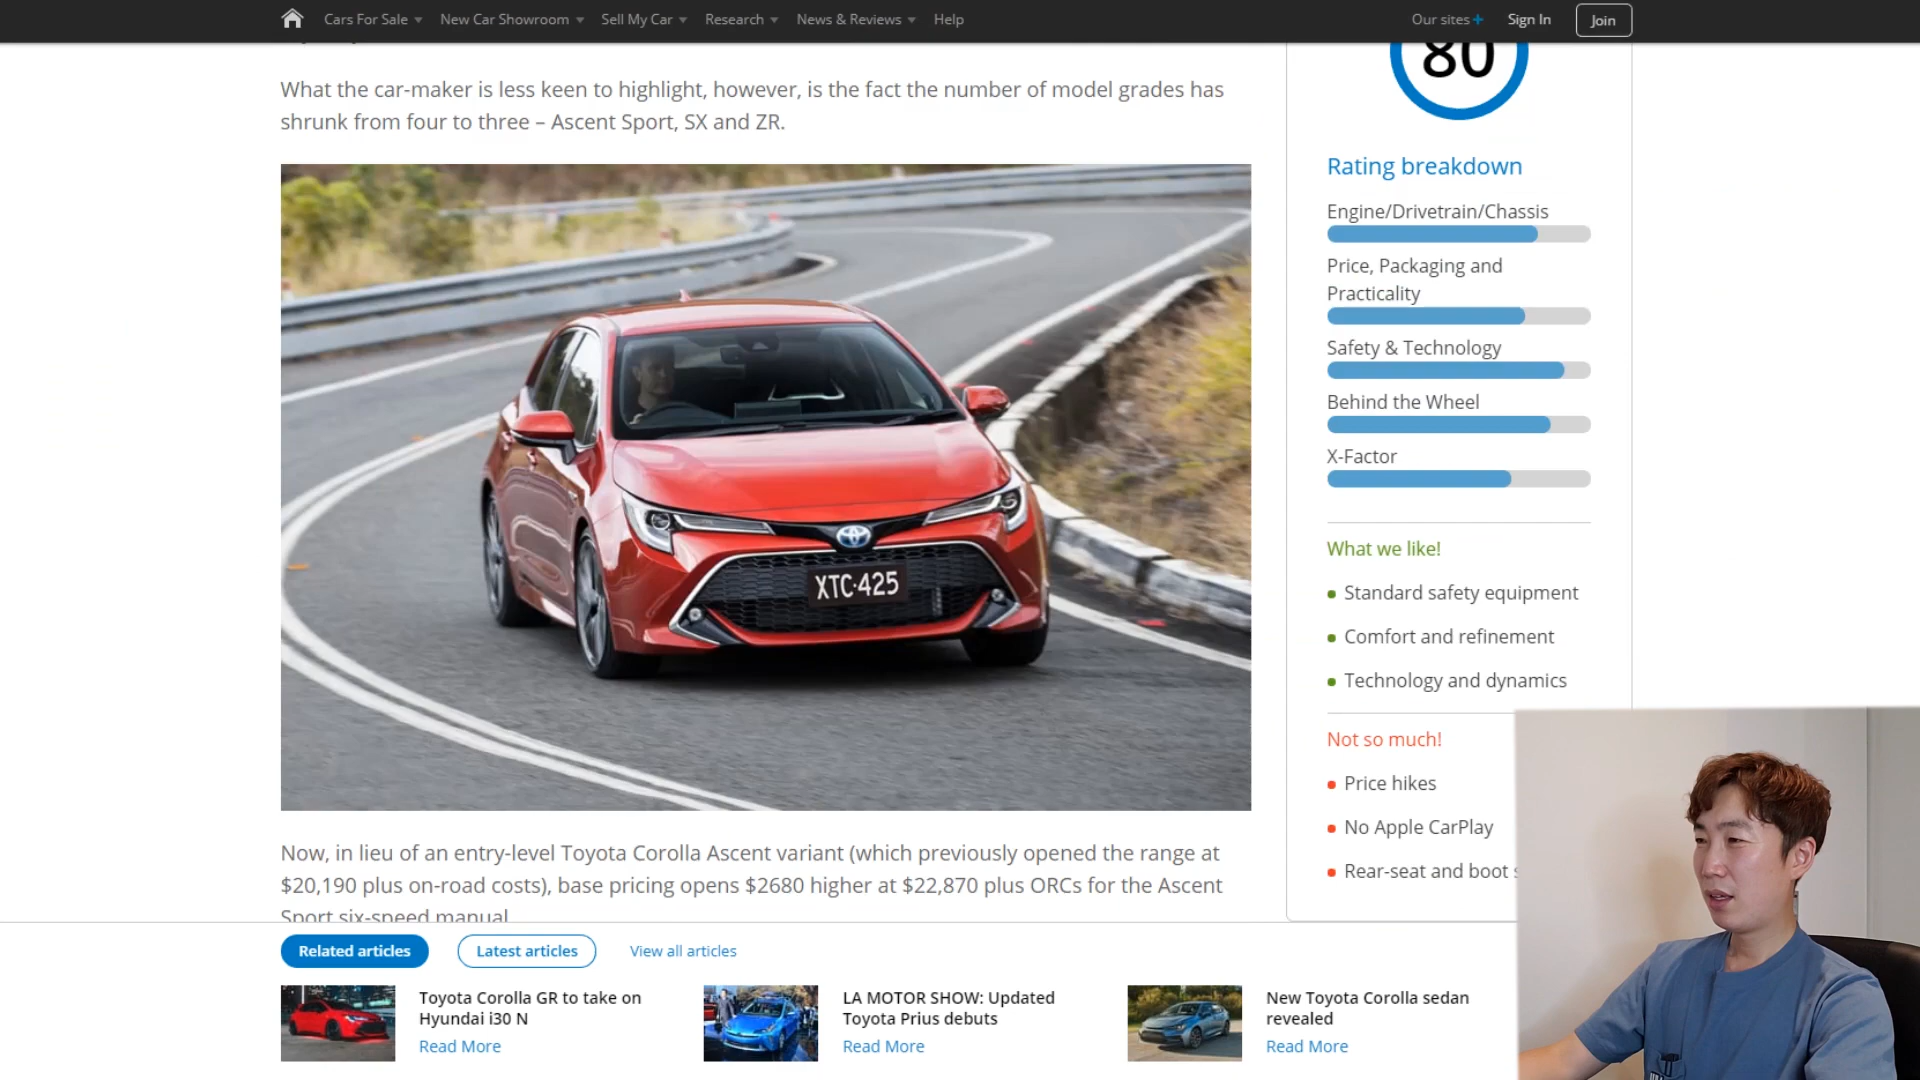 Cars For Sale
New Car Showroom
Sell My Car
Research
News & Reviews
Help
Our sites+
Sign In
Join
What the car-maker is less keen to highlight, however, is the fact the number of model grades has
shrunk from four to three – Ascent Sport, SX and ZR.
XTC·425
Now, in lieu of an entry-level Toyota Corolla Ascent variant (which previously opened the range at
$20,190 plus on-road costs), base pricing opens $2680 higher at $22,870 plus ORCs for the Ascent
Sport six-speed manual
80
Rating breakdown
Engine/Drivetrain/Chassis
Price, Packaging and
Practicality
Safety & Technology
Behind the Wheel
X-Factor
What we like!
Standard safety equipment
Comfort and refinement
Technology and dynamics
Not so much!
Price hikes
No Apple CarPlay
Rear-seat and boot
Related articles
Latest articles
View all articles
Toyota Corolla GR to take on
Hyundai i30 N
Read More
LA MOTOR SHOW: Updated
Toyota Prius debuts
Read More
New Toyota Corolla sedan
revealed
Read More